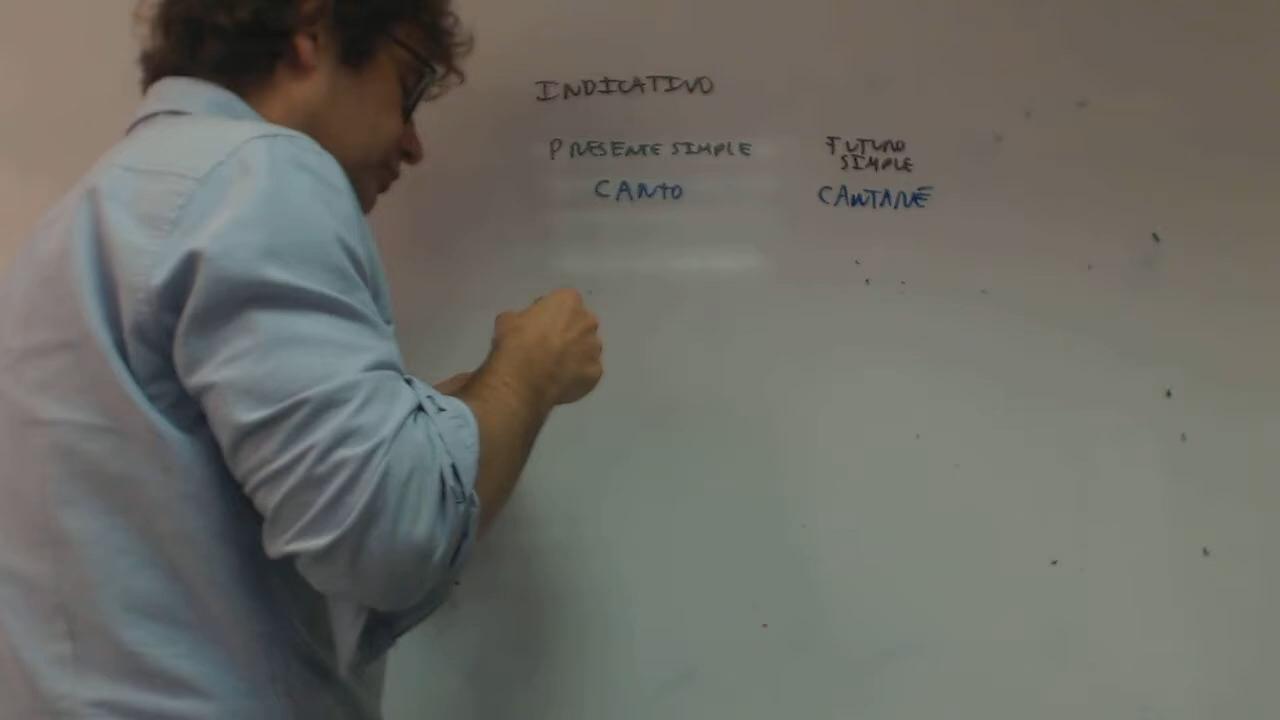 INDICATIVO
PRESENTE SIMPLE
FUTURO
SIMPLE
CANTO
CANTARÉ